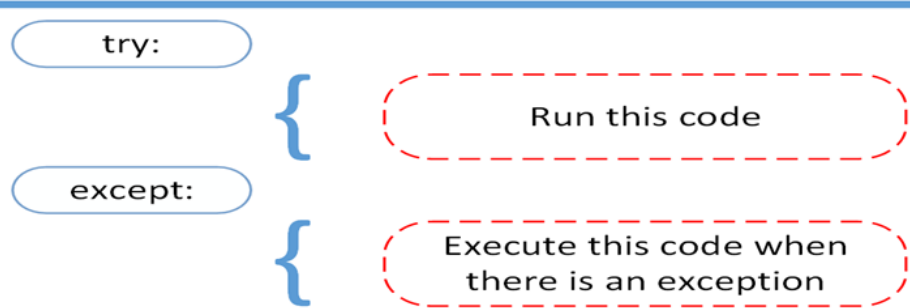 try:
Run this code
except:
Execute this code when
there is an exception